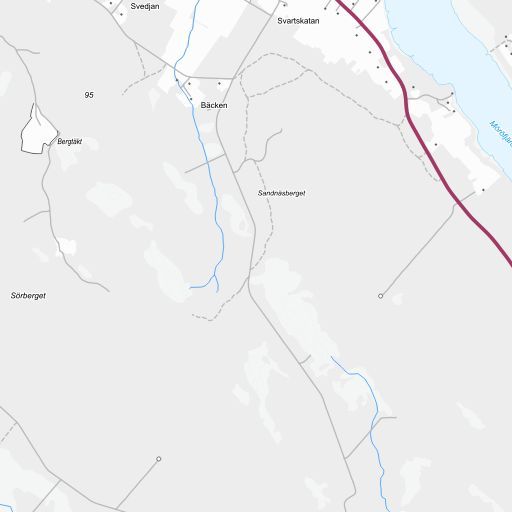 Svedjan
Svartskatan
95
Bäcken
Bergtäkt
Sandnäsberget
Sörberget